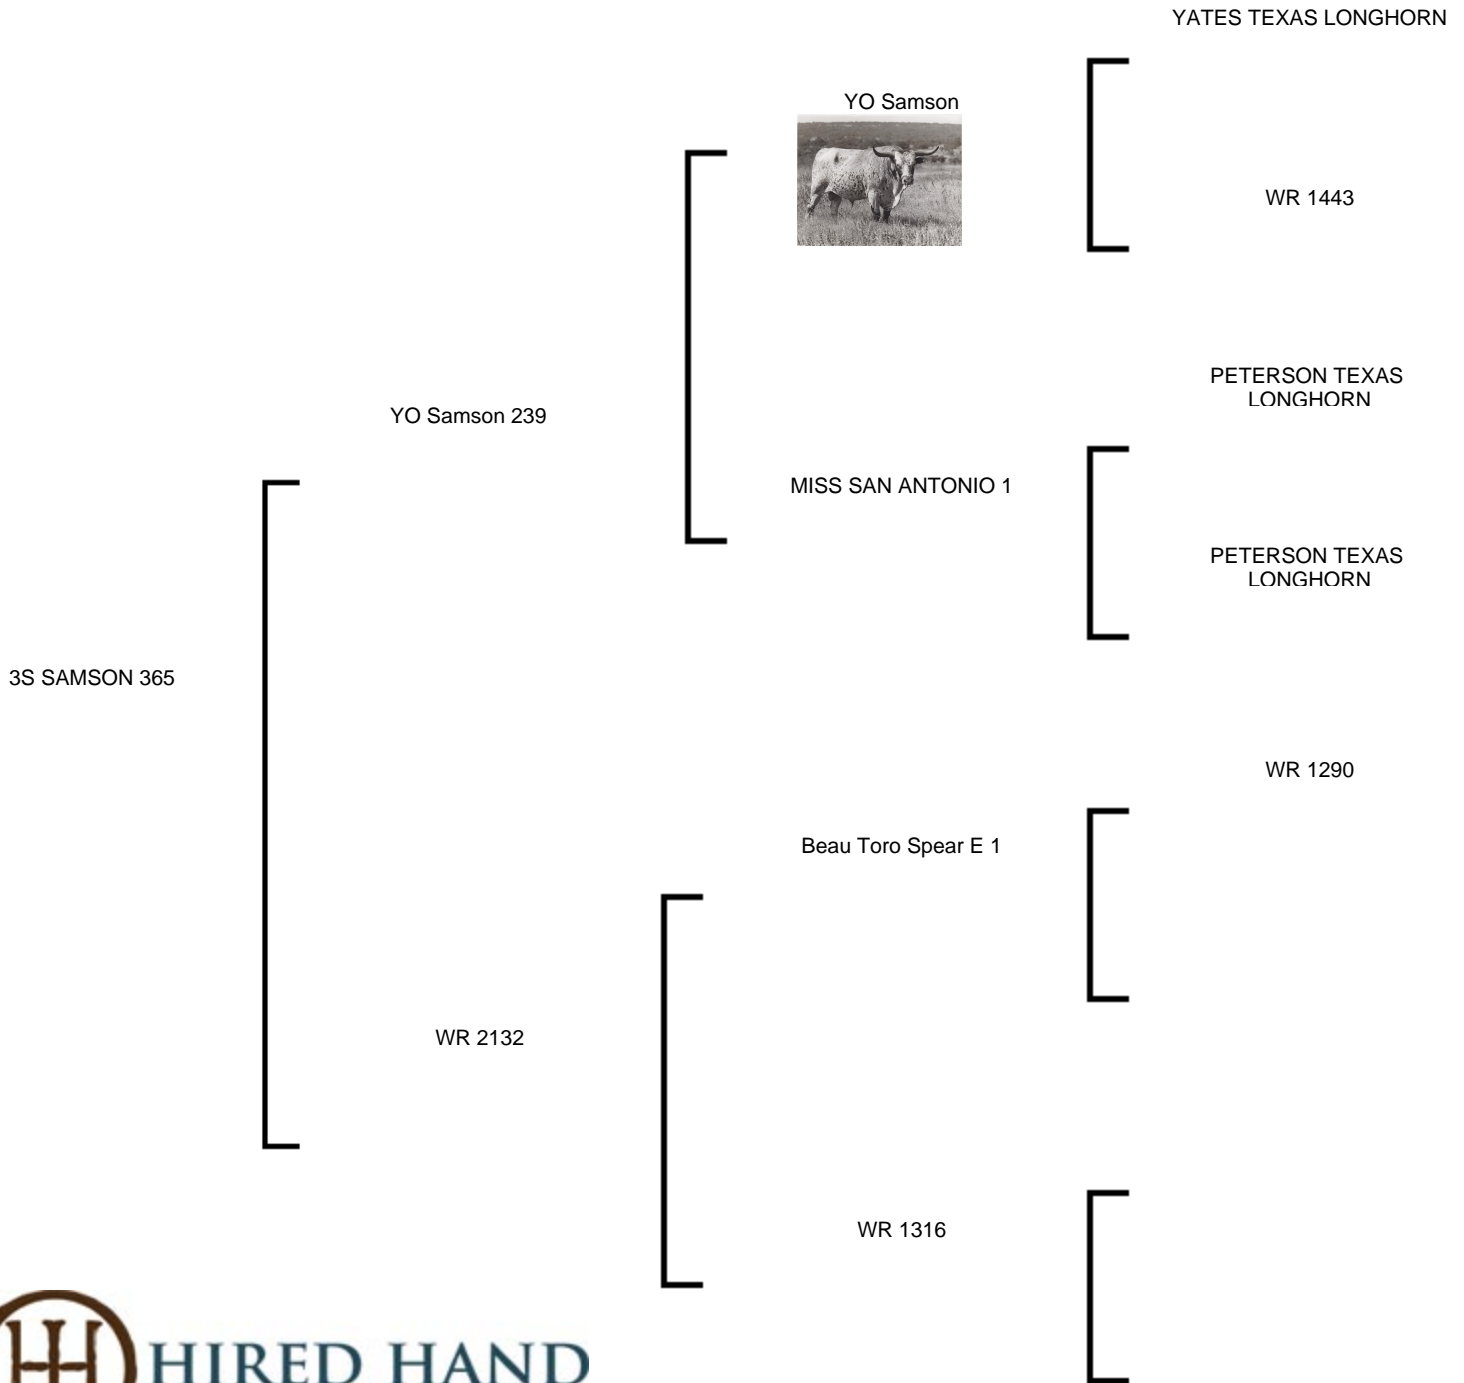 YATES TEXAS LONGHORN
YO Samson
WR 1443
PETERSON TEXAS
LONGHORN
YO Samson 239
MISS SAN ANTONIO 1
PETERSON TEXAS
LONGHORN
3S SAMSON 365
WR 1290
Beau Toro Spear E 1
WR 2132
WR 1316
HIRED HAND